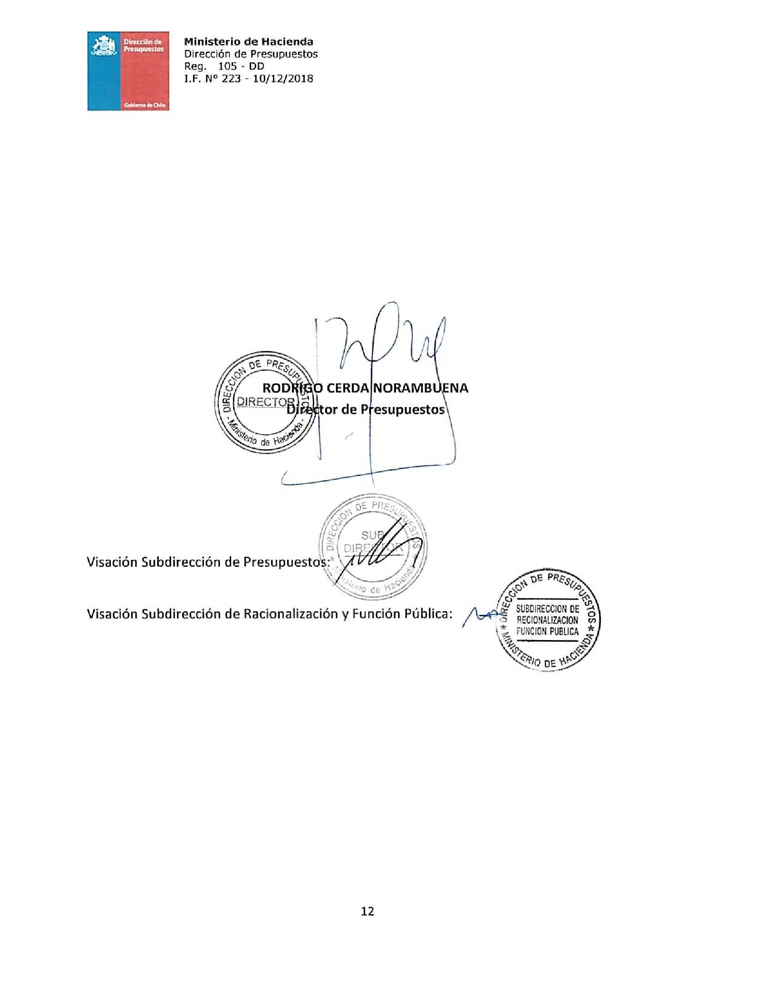 Dirección de
Presupuestos
Gobierno de Chile
Ministerio de Hacienda
Dirección de Presupuestos
Reg. 105 - DD
I.F. Nº 223 - 10/12/2018
DIRECCION DE PRESUPUESTOS
DIRECTOR
- Ministerio de Hacienda -
RODRIGO CERDA NORAMBUENA
Director de Presupuestos
DIRECCION DE PRESUPUESTOS
SUB
DIRECTOR
Ministerio de Hacienda
Visación Subdirección de Presupuestos:
Visación Subdirección de Racionalización y Función Pública:
DIRECCION DE PRESUPUESTOS
SUBDIRECCION DE
RECIONALIZACION
FUNCION PUBLICA
MINISTERIO DE HACIENDA
12